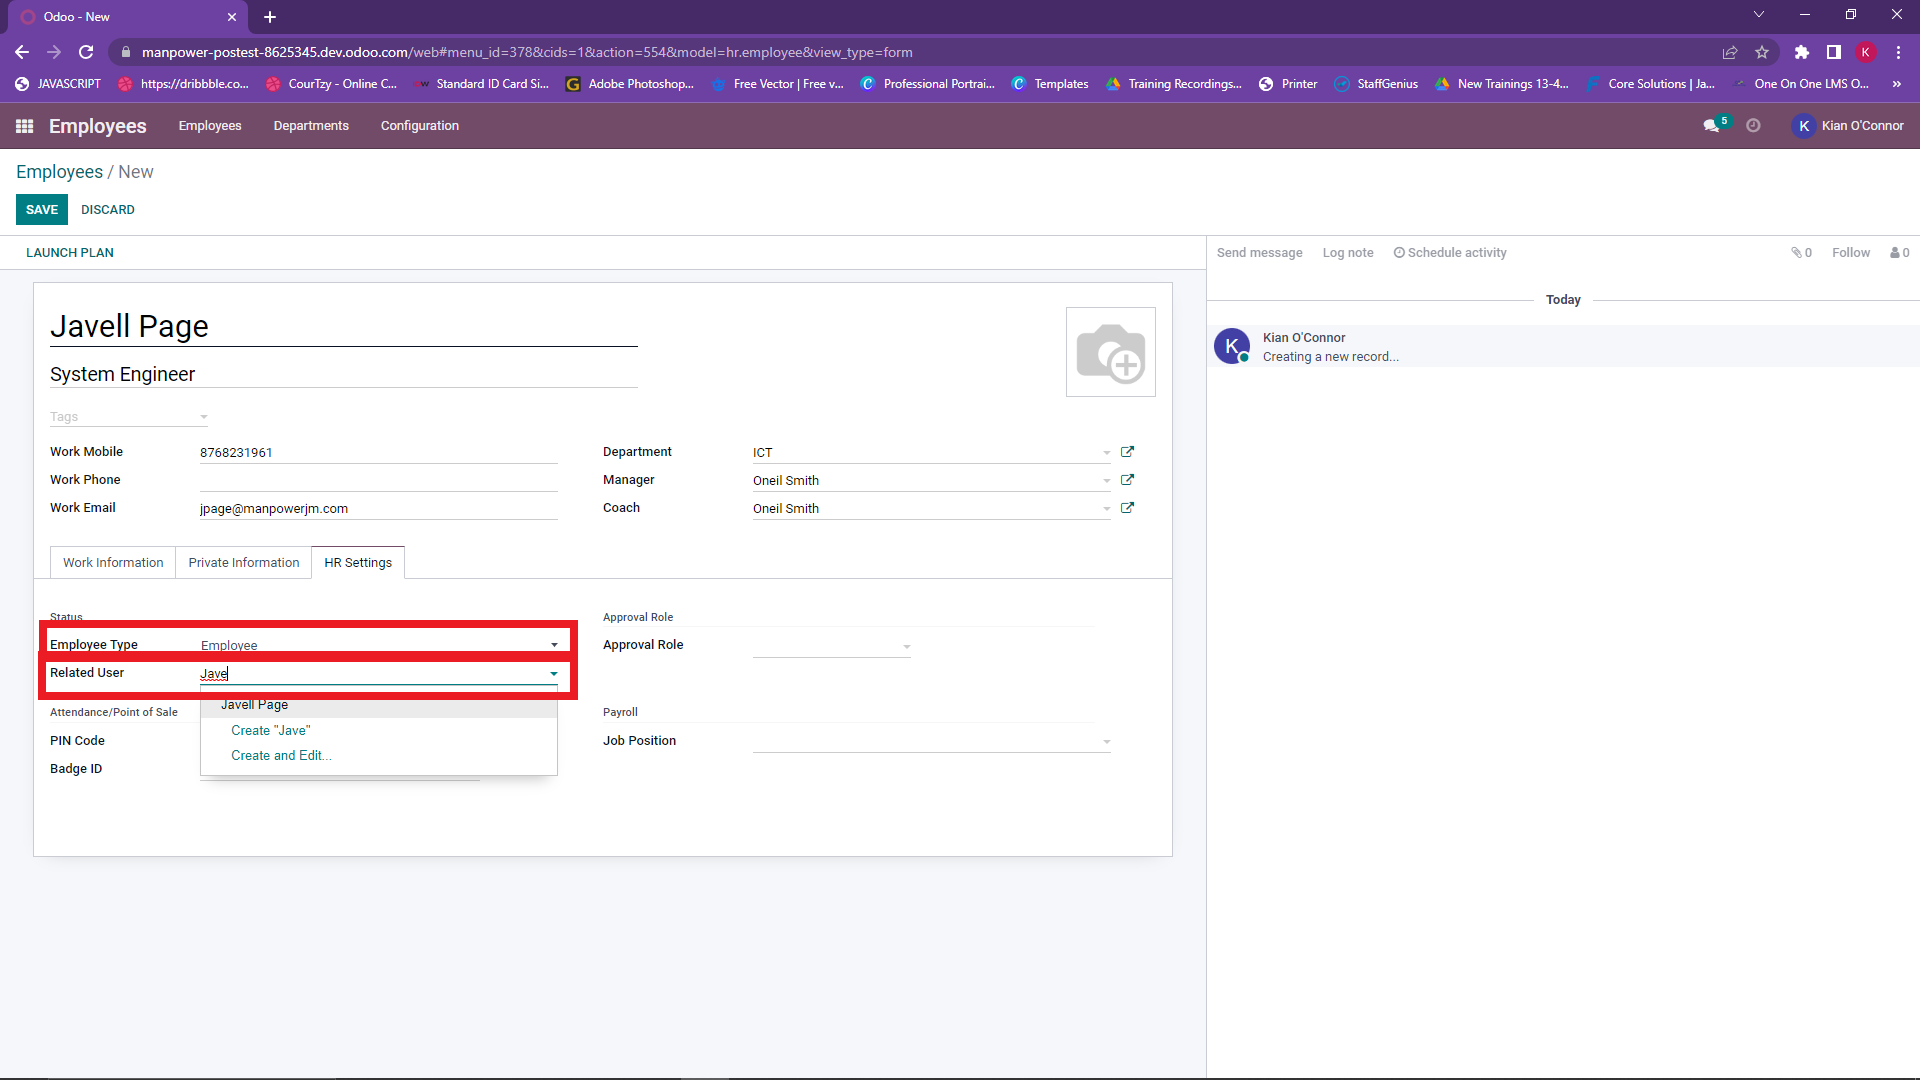 Odoo - New
manpower-postest-8625345.dev.odoo.com/web#menu_id=378&cids=1&action=554&model=hr.employee&view_type=form
K
JAVASCRIPT https://dribbble.co... CourTzy - Online C... Standard ID Card Si... Adobe Photoshop... Free Vector | Free v... Professional Portrai... Templates Training Recordings... Printer StaffGenius New Trainings 13-4... Core Solutions | Ja... One On One LMS O... »
Employees Employees Departments Configuration 5 K Kian O'Connor
Employees / New
SAVE DISCARD
LAUNCH PLAN Send message Log note Schedule activity 0 Follow 0
Today
Javell Page
K Kian O'Connor
Creating a new record...
System Engineer
Tags
Work Mobile 8768231961 Department ICT
Work Phone Manager Oneil Smith
Work Email jpage@manpowerjm.com Coach Oneil Smith
Work Information Private Information HR Settings
Status Approval Role
Employee Type Employee Approval Role
Related User Jave
Javell Page
Attendance/Point of Sale Payroll
Create "Jave"
PIN Code Job Position
Create and Edit...
Badge ID